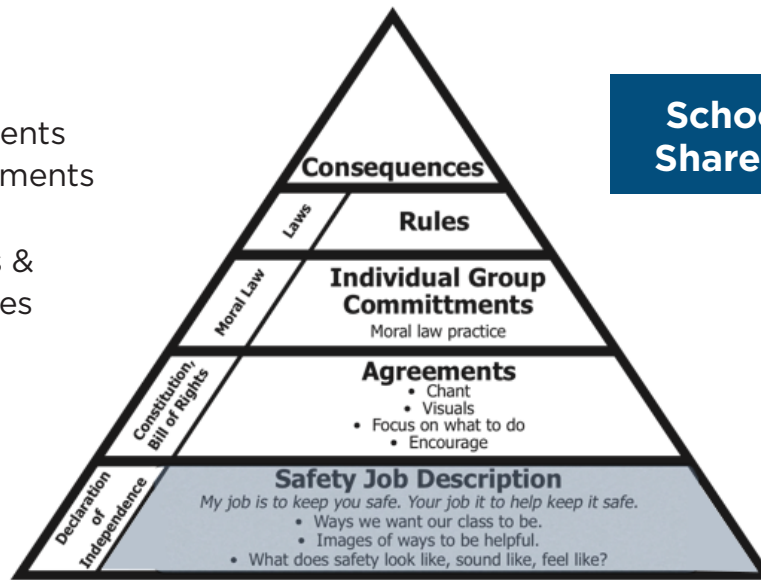 ents
ments
s &
es
Schoo
Share
Consequences
Laws
Rules
Moral Law
Individual Group
Committments
Moral law practice
Constitution,
Bill of Rights
Agreements
• Chant
• Visuals
• Focus on what to do
• Encourage
Declaration
of
Independence
Safety Job Description
My job is to keep you safe. Your job it to help keep it safe.
• Ways we want our class to be.
• Images of ways to be helpful.
• What does safety look like, sound like, feel like?